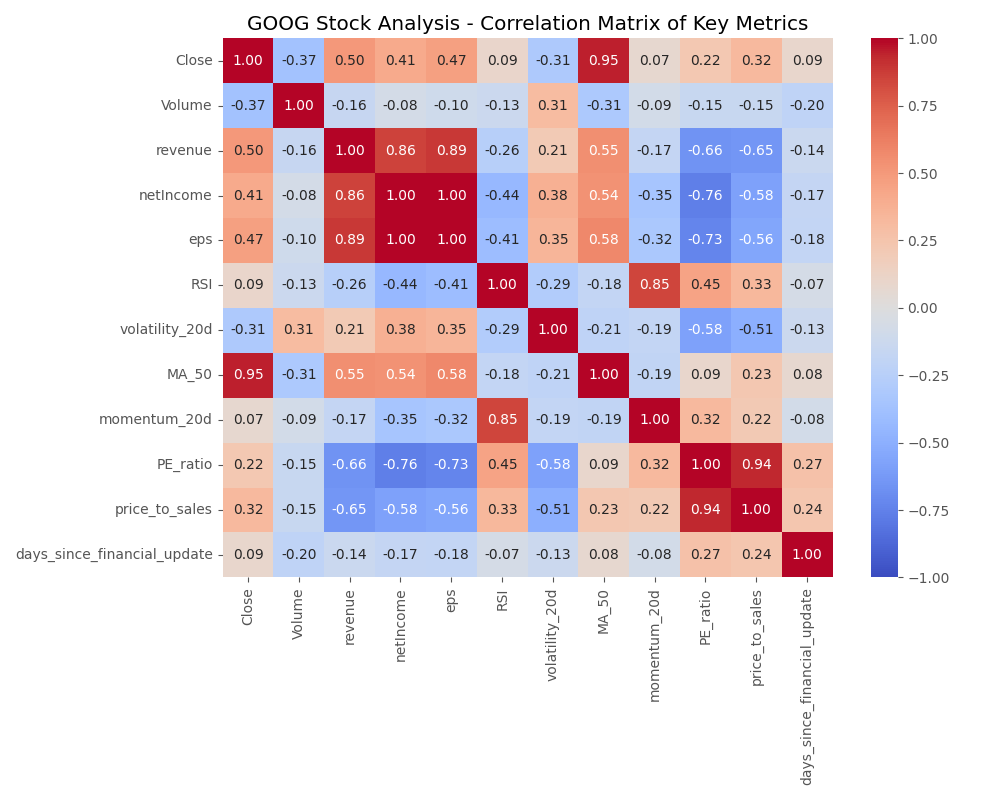 GOOG Stock Analysis - Correlation Matrix of Key Metrics
Close 1.00 -0.37 0.50 0.41 0.47 0.09 -0.31 0.95 0.07 0.22 0.32 0.09
Volume -0.37 1.00 -0.16 -0.08 -0.10 -0.13 0.31 -0.31 -0.09 -0.15 -0.15 -0.20
revenue 0.50 -0.16 1.00 0.86 0.89 -0.26 0.21 0.55 -0.17 -0.66 -0.65 -0.14
netIncome 0.41 -0.08 0.86 1.00 1.00 -0.44 0.38 0.54 -0.35 -0.76 -0.58 -0.17
eps 0.47 -0.10 0.89 1.00 1.00 -0.41 0.35 0.58 -0.32 -0.73 -0.56 -0.18
RSI 0.09 -0.13 -0.26 -0.44 -0.41 1.00 -0.29 -0.18 0.85 0.45 0.33 -0.07
volatility_20d -0.31 0.31 0.21 0.38 0.35 -0.29 1.00 -0.21 -0.19 -0.58 -0.51 -0.13
MA_50 0.95 -0.31 0.55 0.54 0.58 -0.18 -0.21 1.00 -0.19 0.09 0.23 0.08
momentum_20d 0.07 -0.09 -0.17 -0.35 -0.32 0.85 -0.19 -0.19 1.00 0.32 0.22 -0.08
PE_ratio 0.22 -0.15 -0.66 -0.76 -0.73 0.45 -0.58 0.09 0.32 1.00 0.94 0.27
price_to_sales 0.32 -0.15 -0.65 -0.58 -0.56 0.33 -0.51 0.23 0.22 0.94 1.00 0.24
days_since_financial_update 0.09 -0.20 -0.14 -0.17 -0.18 -0.07 -0.13 0.08 -0.08 0.27 0.24 1.00
Close
Volume
revenue
netIncome
eps
RSI
volatility_20d
MA_50
momentum_20d
PE_ratio
price_to_sales
days_since_financial_update
1.00
0.75
0.50
0.25
0.00
−0.25
−0.50
−0.75
−1.00